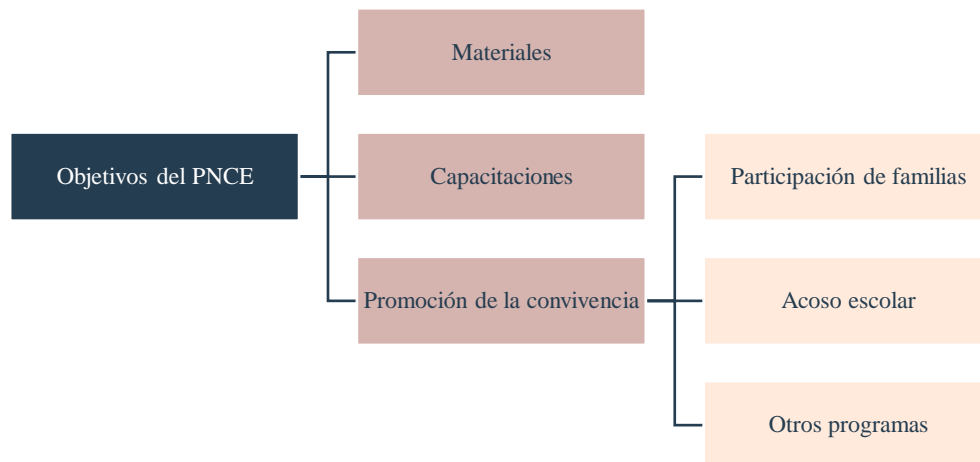 Objetivos del PNCE
Materiales
Capacitaciones
Promoción de la convivencia
Participación de familias
Acoso escolar
Otros programas